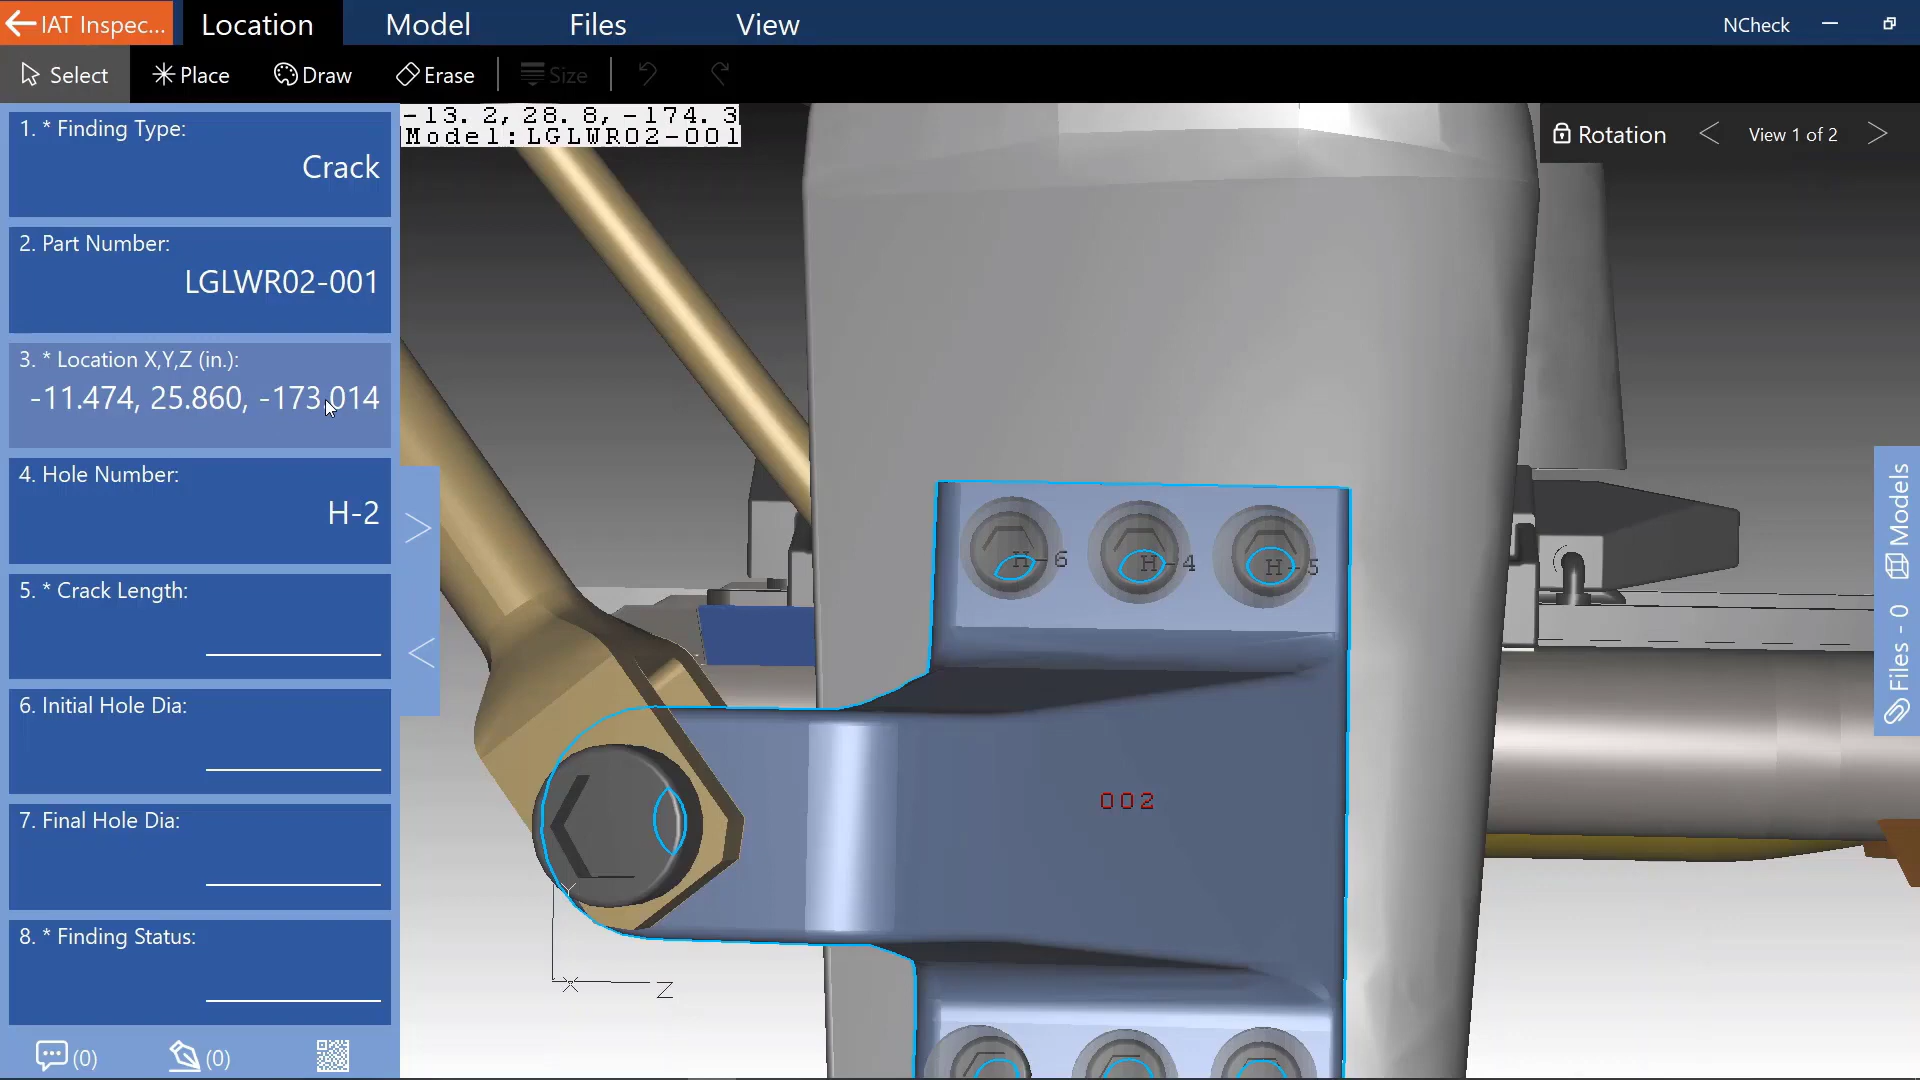 IAT Inspec...
Location
Model
Files
View
NCheck
Select
Place
Draw
Erase
Size
-13.2,28.8,-174.3
Model:LGLWR02-001
Rotation
View 1 of 2
1. * Finding Type:
Crack
2. Part Number:
LGLWR02-001
3. * Location X,Y,Z (in.):
-11.474, 25.860, -173.014
4. Hole Number:
H-2
5. * Crack Length:
6. Initial Hole Dia:
7. Final Hole Dia:
8. * Finding Status:
(0)
(0)
H-6
H-4
H-5
002
Y
X
Z
Models
Files - 0